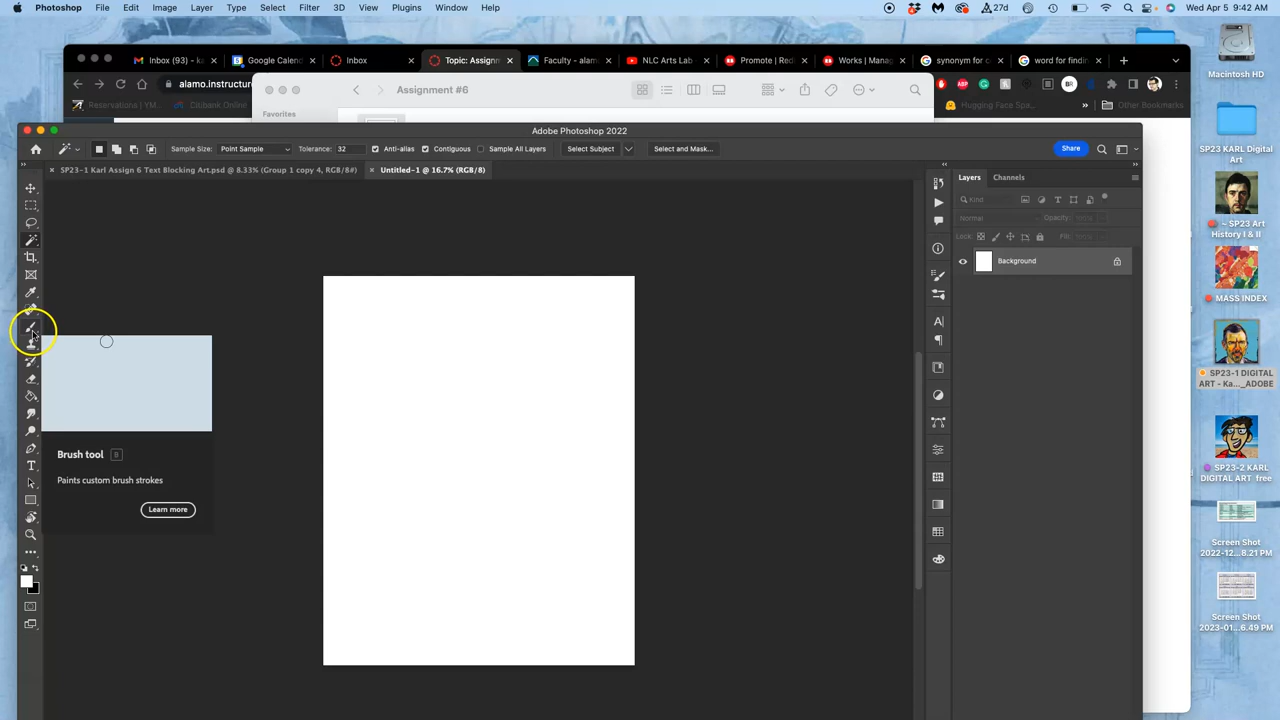 Photoshop File Edit Image Layer Type Select Filter 3D View Plugins Window Help 27d Wed Apr 5 9:42 AM
Inbox (93) - ka Google Calend Inbox Topic: Assignm Faculty - alamo NLC Arts Lab Promote | Redi Works | Manag synonym for c word for findin
alamo.instructure Assignment #6
Reservations | YM... Citibank Online Favorites Hugging Face Spa... Other Bookmarks
Adobe Photoshop 2022
Sample Size: Point Sample Tolerance: 32 Anti-alias Contiguous Sample All Layers Select Subject Select and Mask... Share
SP23-1 Karl Assign 6 Text Blocking Art.psd @ 8.33% (Group 1 copy 4, RGB/8#) Untitled-1 @ 16.7% (RGB/8)
Layers Channels
Kind
Normal Opacity: 100%
Lock: Fill:
Background
Brush tool B
Paints custom brush strokes
Learn more
Macintosh HD
SP23 KARL Digital
Art
~ SP23 Art
History I & II
MASS INDEX
SP23-1 DIGITAL
ART - Ka..._ADOBE
SP23-2 KARL
DIGITAL ART free
Screen Shot
2022-12...8.21 PM
Screen Shot
2023-01...6.49 PM